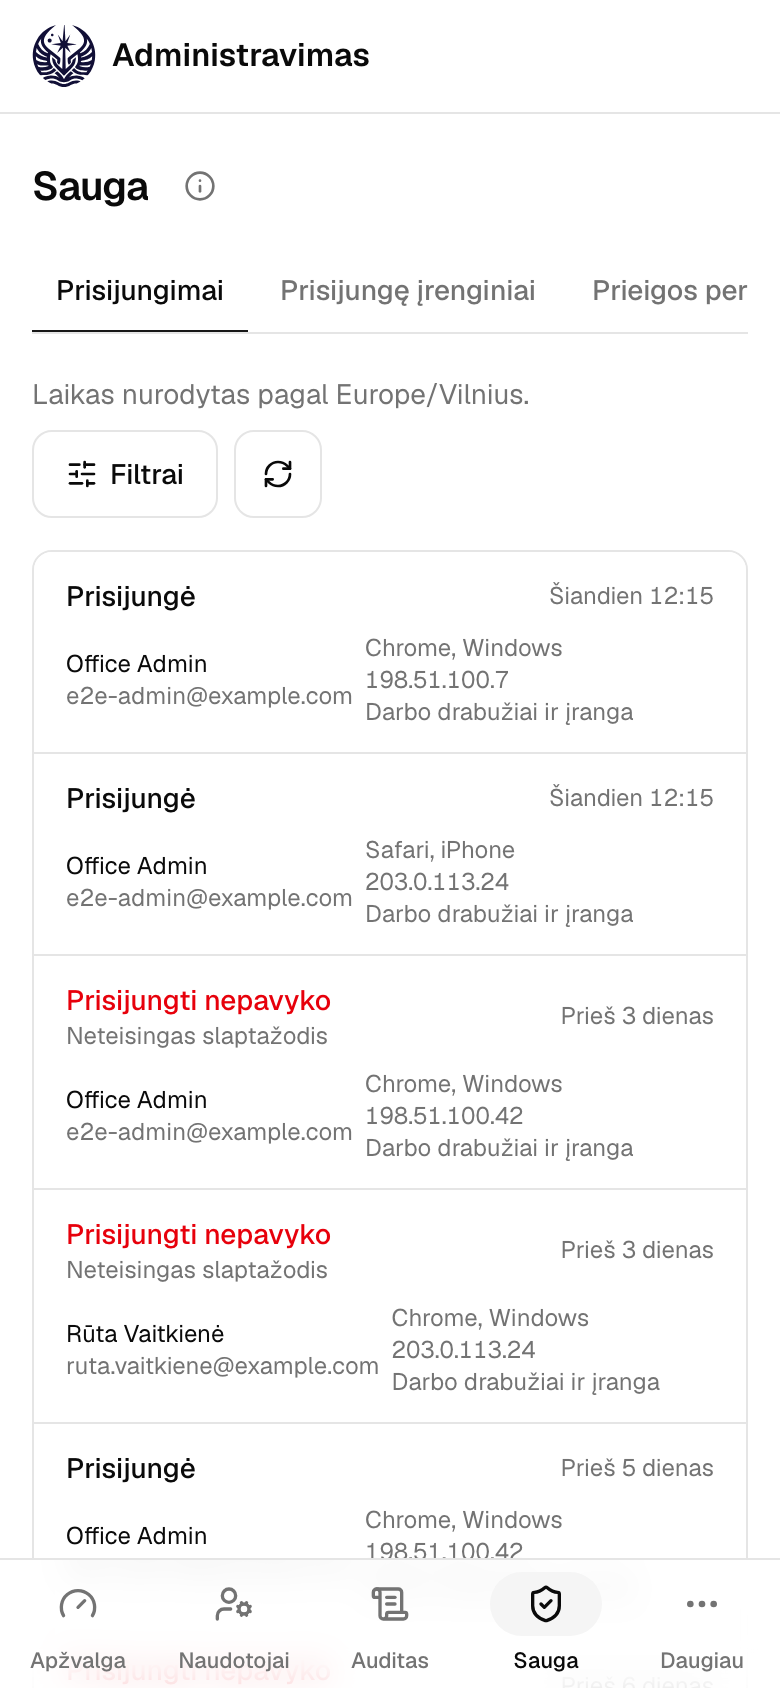 Administravimas
Sauga
Prisijungimai Prisijungę įrenginiai Prieigos per
Laikas nurodytas pagal Europe/Vilnius.
Filtrai
Prisijungė Šiandien 12:15
Office Admin
e2e-admin@example.com
Chrome, Windows
198.51.100.7
Darbo drabužiai ir įranga
Prisijungė Šiandien 12:15
Office Admin
e2e-admin@example.com
Safari, iPhone
203.0.113.24
Darbo drabužiai ir įranga
Prisijungti nepavyko Prieš 3 dienas
Neteisingas slaptažodis
Office Admin
e2e-admin@example.com
Chrome, Windows
198.51.100.42
Darbo drabužiai ir įranga
Prisijungti nepavyko Prieš 3 dienas
Neteisingas slaptažodis
Rūta Vaitkienė
ruta.vaitkiene@example.com
Chrome, Windows
203.0.113.24
Darbo drabužiai ir įranga
Prisijungė Prieš 5 dienas
Office Admin
Chrome, Windows
198.51.100.42
Apžvalga Naudotojai Auditas Sauga Daugiau
Prisijungti nepavyko Prieš 6 dienas